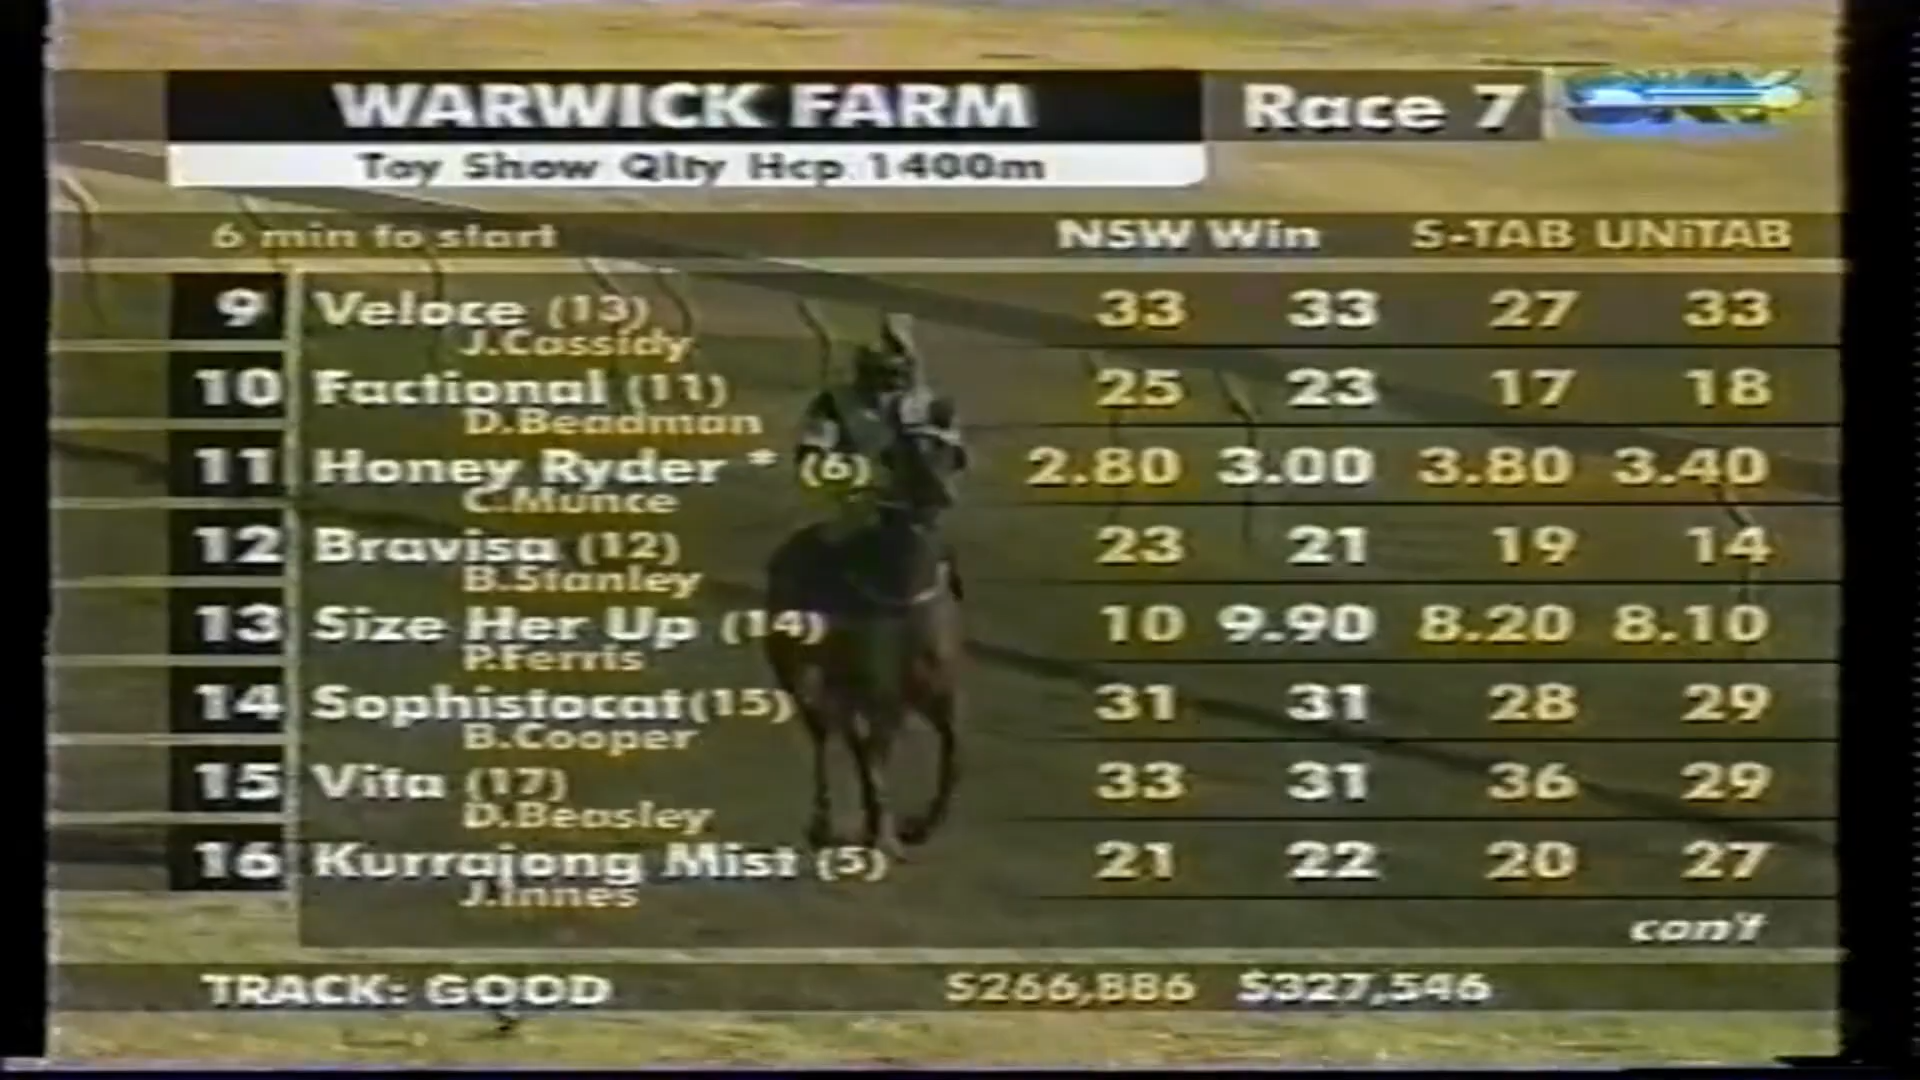 WARWICK FARM Race 7
Toy Show Qlty Hcp 1400m
6 min to start NSW Win S-TAB UNiTAB
9 Veloce (13) 33 33 27 33
J.Cassidy
10 Factional (11) 25 23 17 18
D.Beadman
11 Honey Ryder * (6) 2.80 3.00 3.80 3.40
C.Munce
12 Bravisa (12) 23 21 19 14
B.Stanley
13 Size Her Up (14) 10 9.90 8.20 8.10
P.Ferris
14 Sophistocat (15) 31 31 28 29
B.Cooper
15 Vita (17) 33 31 36 29
D.Beasley
16 Kurrajong Mist (5) 21 22 20 27
J.Innes
con't
TRACK: GOOD $266,886 $327,546